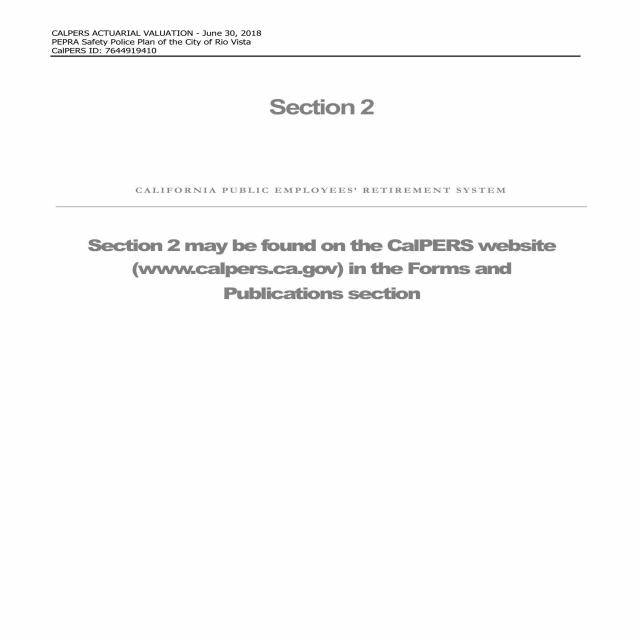 CALPERS ACTUARIAL VALUATION - June 30, 2018
PEPRA Safety Police Plan of the City of Rio Vista
CalPERS ID: 7644919410
Section 2
CALIFORNIA PUBLIC EMPLOYEES' RETIREMENT SYSTEM
Section 2 may be found on the CalPERS website
(www.calpers.ca.gov) in the Forms and
Publications section